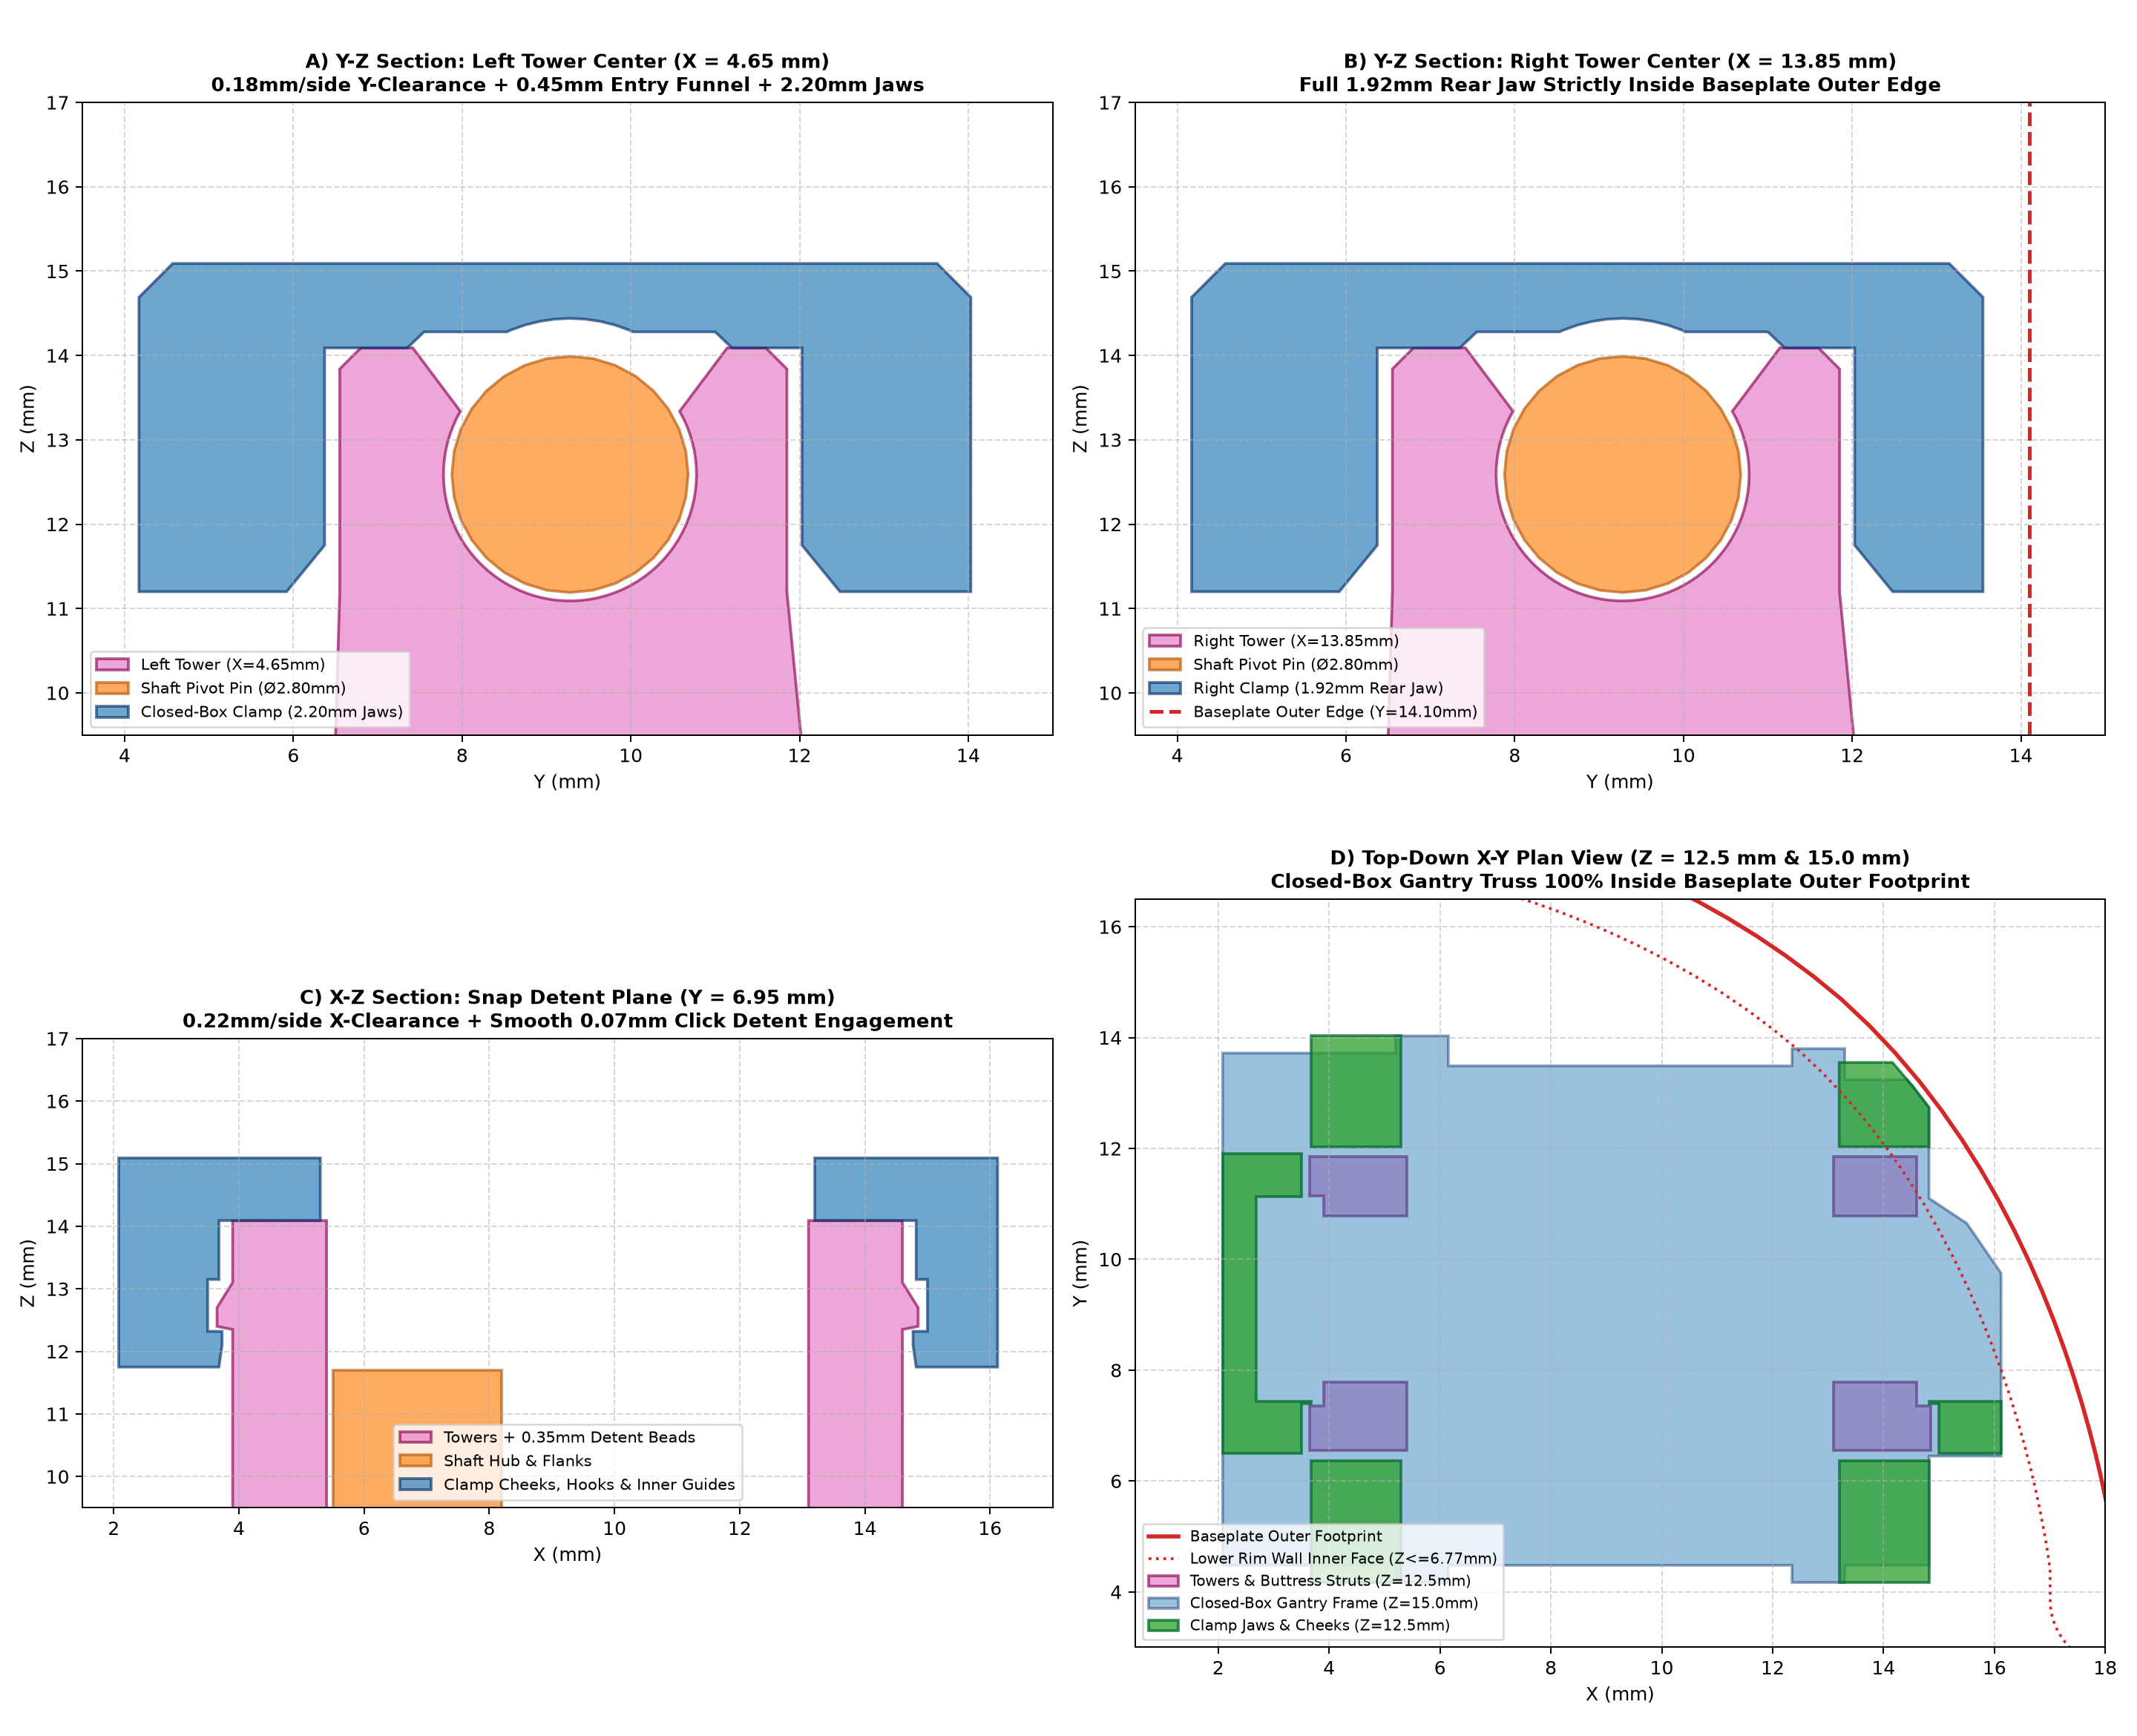 A) Y-Z Section: Left Tower Center (X = 4.65 mm)
0.18mm/side Y-Clearance + 0.45mm Entry Funnel + 2.20mm Jaws
17
16
15
14
13
12
11
10
Z (mm)
4
6
8
10
12
14
Y (mm)
Left Tower (X=4.65mm)
Shaft Pivot Pin (Ø2.80mm)
Closed-Box Clamp (2.20mm Jaws)
B) Y-Z Section: Right Tower Center (X = 13.85 mm)
Full 1.92mm Rear Jaw Strictly Inside Baseplate Outer Edge
17
16
15
14
13
12
11
10
Z (mm)
4
6
8
10
12
14
Y (mm)
Right Tower (X=13.85mm)
Shaft Pivot Pin (Ø2.80mm)
Right Clamp (1.92mm Rear Jaw)
Baseplate Outer Edge (Y=14.10mm)
C) X-Z Section: Snap Detent Plane (Y = 6.95 mm)
0.22mm/side X-Clearance + Smooth 0.07mm Click Detent Engagement
17
16
15
14
13
12
11
10
Z (mm)
2
4
6
8
10
12
14
16
X (mm)
Towers + 0.35mm Detent Beads
Shaft Hub & Flanks
Clamp Cheeks, Hooks & Inner Guides
D) Top-Down X-Y Plan View (Z = 12.5 mm & 15.0 mm)
Closed-Box Gantry Truss 100% Inside Baseplate Outer Footprint
16
14
12
10
8
6
4
Y (mm)
2
4
6
8
10
12
14
16
18
X (mm)
Baseplate Outer Footprint
Lower Rim Wall Inner Face (Z<=6.77mm)
Towers & Buttress Struts (Z=12.5mm)
Closed-Box Gantry Frame (Z=15.0mm)
Clamp Jaws & Cheeks (Z=12.5mm)